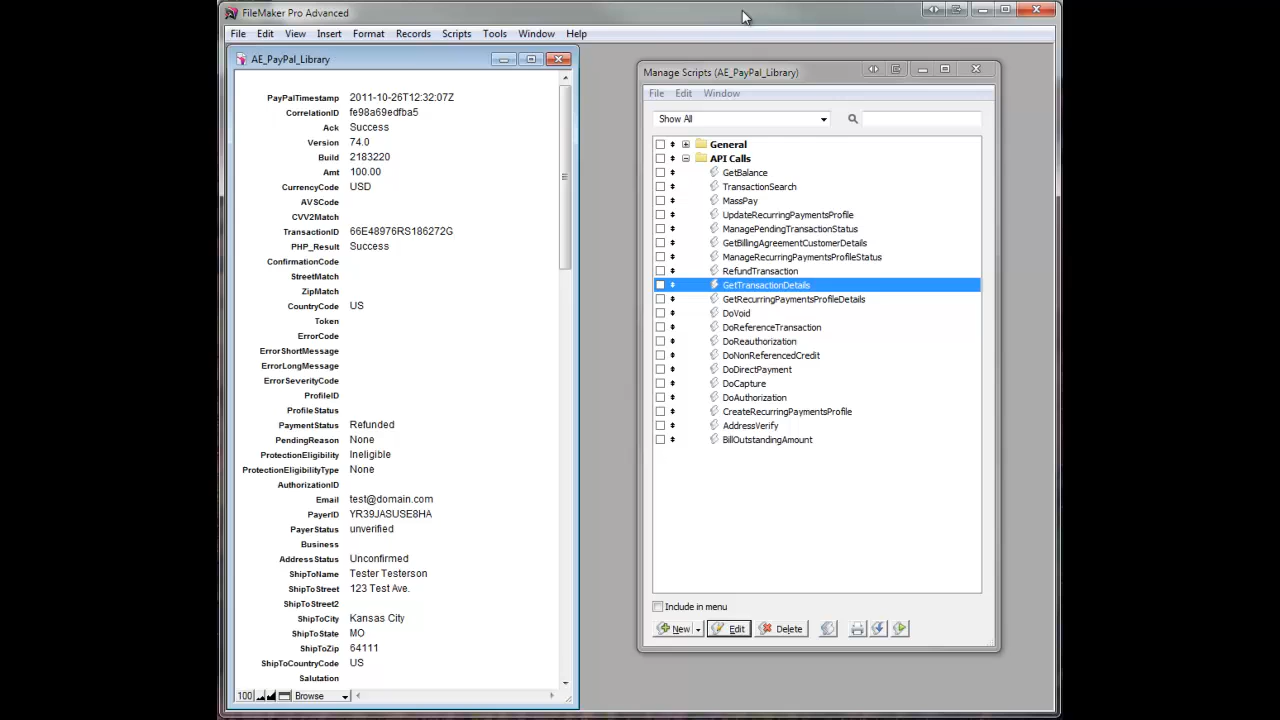 FileMaker Pro Advanced
File Edit View Insert Format Records Scripts Tools Window Help
AE_PayPal_Library
PayPalTimestamp 2011-10-26T12:32:07Z
CorrelationID fe98a69edfba5
Ack Success
Version 74.0
Build 2183220
Amt 100.00
CurrencyCode USD
AVSCode
CVV2Match
TransactionID 66E48976RS186272G
PHP_Result Success
ConfirmationCode
StreetMatch
ZipMatch
CountryCode US
Token
ErrorCode
ErrorShortMessage
ErrorLongMessage
ErrorSeverityCode
ProfileID
ProfileStatus
PaymentStatus Refunded
PendingReason None
ProtectionEligibility Ineligible
ProtectionEligibilityType None
AuthorizationID
Email test@domain.com
PayerID YR39JASUSE8HA
PayerStatus unverified
Business
AddressStatus Unconfirmed
ShipToName Tester Testerson
ShipToStreet 123 Test Ave.
ShipToStreet2
ShipToCity Kansas City
ShipToState MO
ShipToZip 64111
ShipToCountryCode US
Salutation
100 Browse
Manage Scripts (AE_PayPal_Library)
File Edit Window
Show All
General
API Calls
GetBalance
TransactionSearch
MassPay
UpdateRecurringPaymentsProfile
ManagePendingTransactionStatus
GetBillingAgreementCustomerDetails
ManageRecurringPaymentsProfileStatus
RefundTransaction
GetTransactionDetails
GetRecurringPaymentsProfileDetails
DoVoid
DoReferenceTransaction
DoReauthorization
DoNonReferencedCredit
DoDirectPayment
DoCapture
DoAuthorization
CreateRecurringPaymentsProfile
AddressVerify
BillOutstandingAmount
Include in menu
New Edit Delete